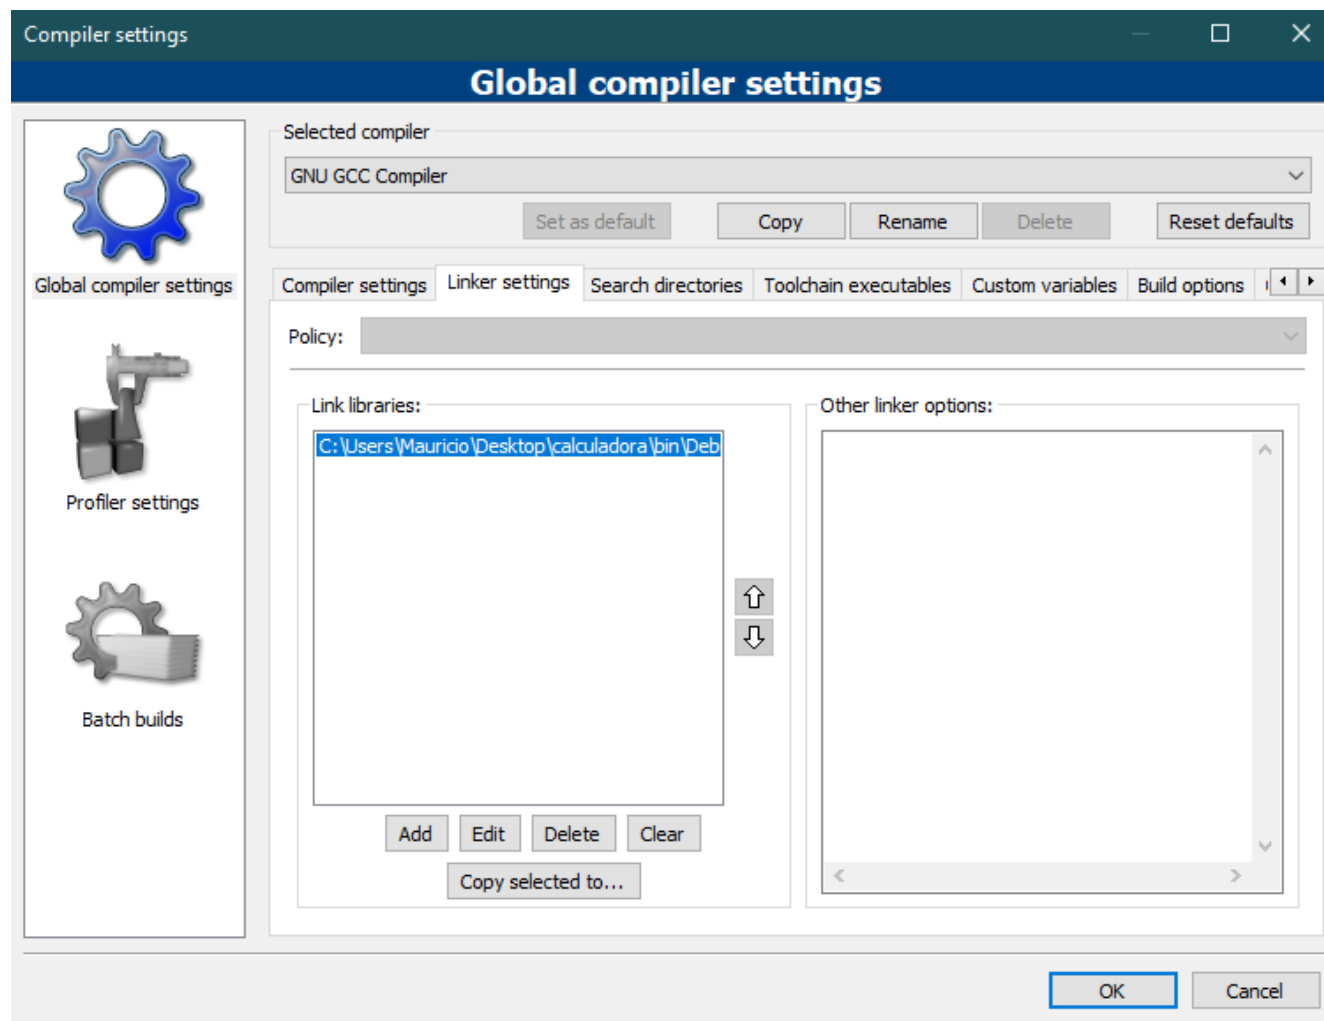 Compiler settings
Global compiler settings
Global compiler settings
Profiler settings
Batch builds
Selected compiler
GNU GCC Compiler
Set as default Copy Rename Delete Reset defaults
Compiler settings Linker settings Search directories Toolchain executables Custom variables Build options
Policy:
Link libraries:
C:\Users\Mauricio\Desktop\calculadora\bin\Deb
Add Edit Delete Clear
Copy selected to...
Other linker options:
OK Cancel